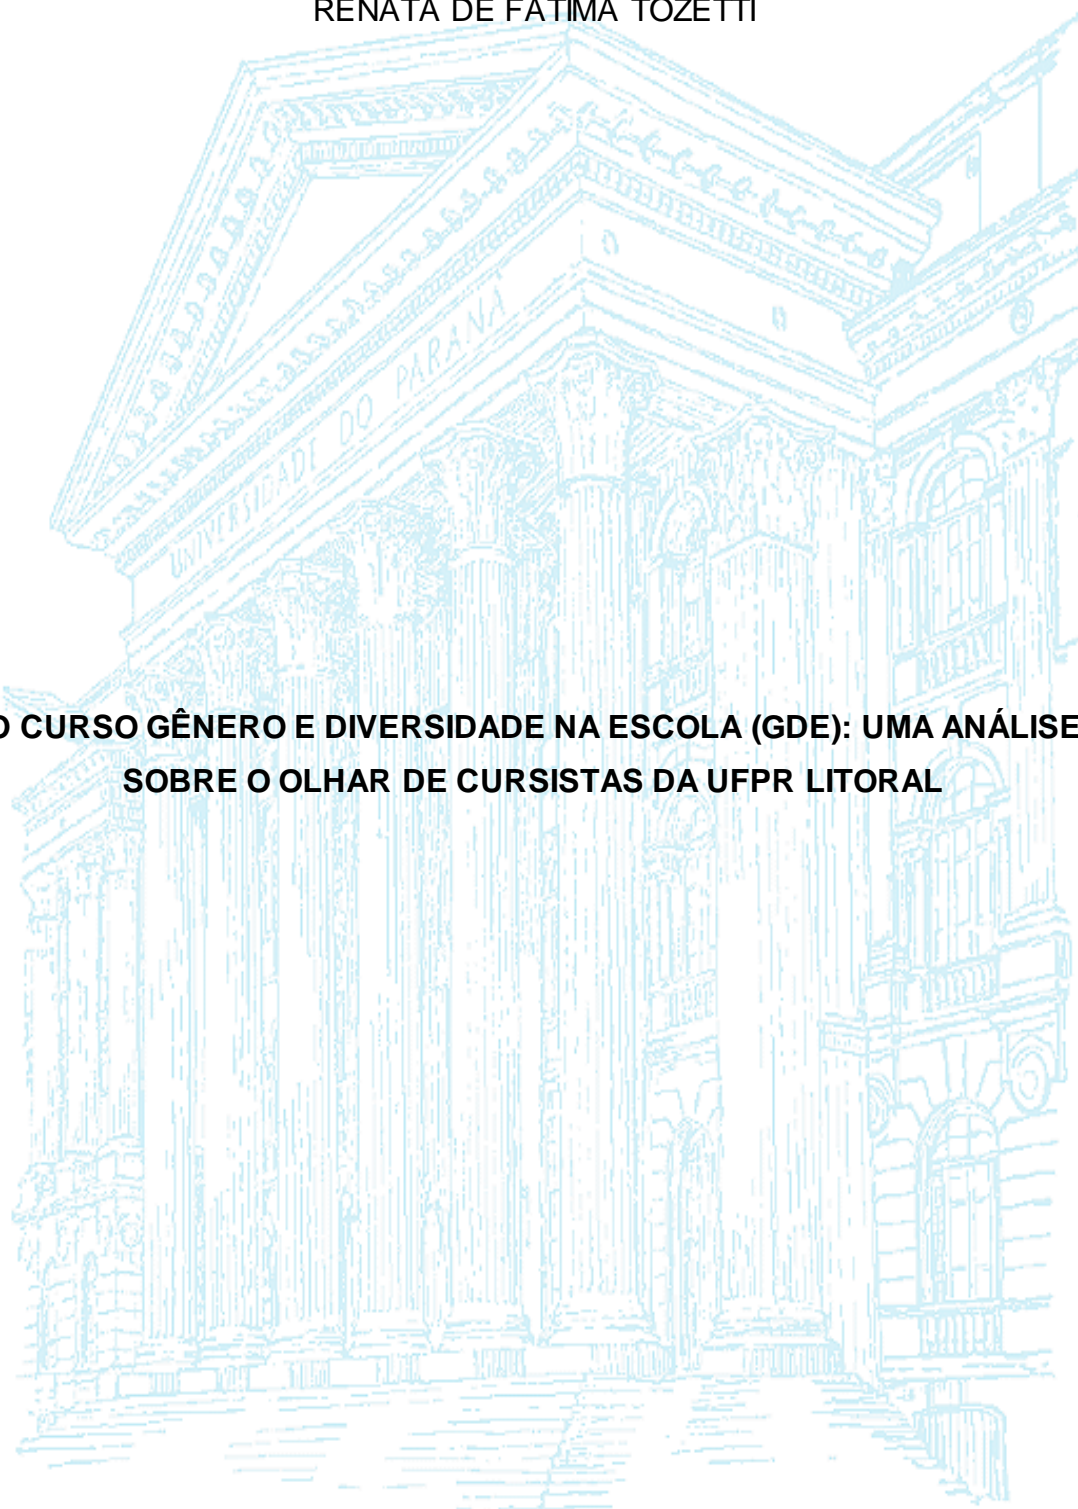 RENATA DE FÁTIMA TOZETTI
UNIVERSIDADE DO PARANÁ
O CURSO GÊNERO E DIVERSIDADE NA ESCOLA (GDE): UMA ANÁLISE
SOBRE O OLHAR DE CURSISTAS DA UFPR LITORAL